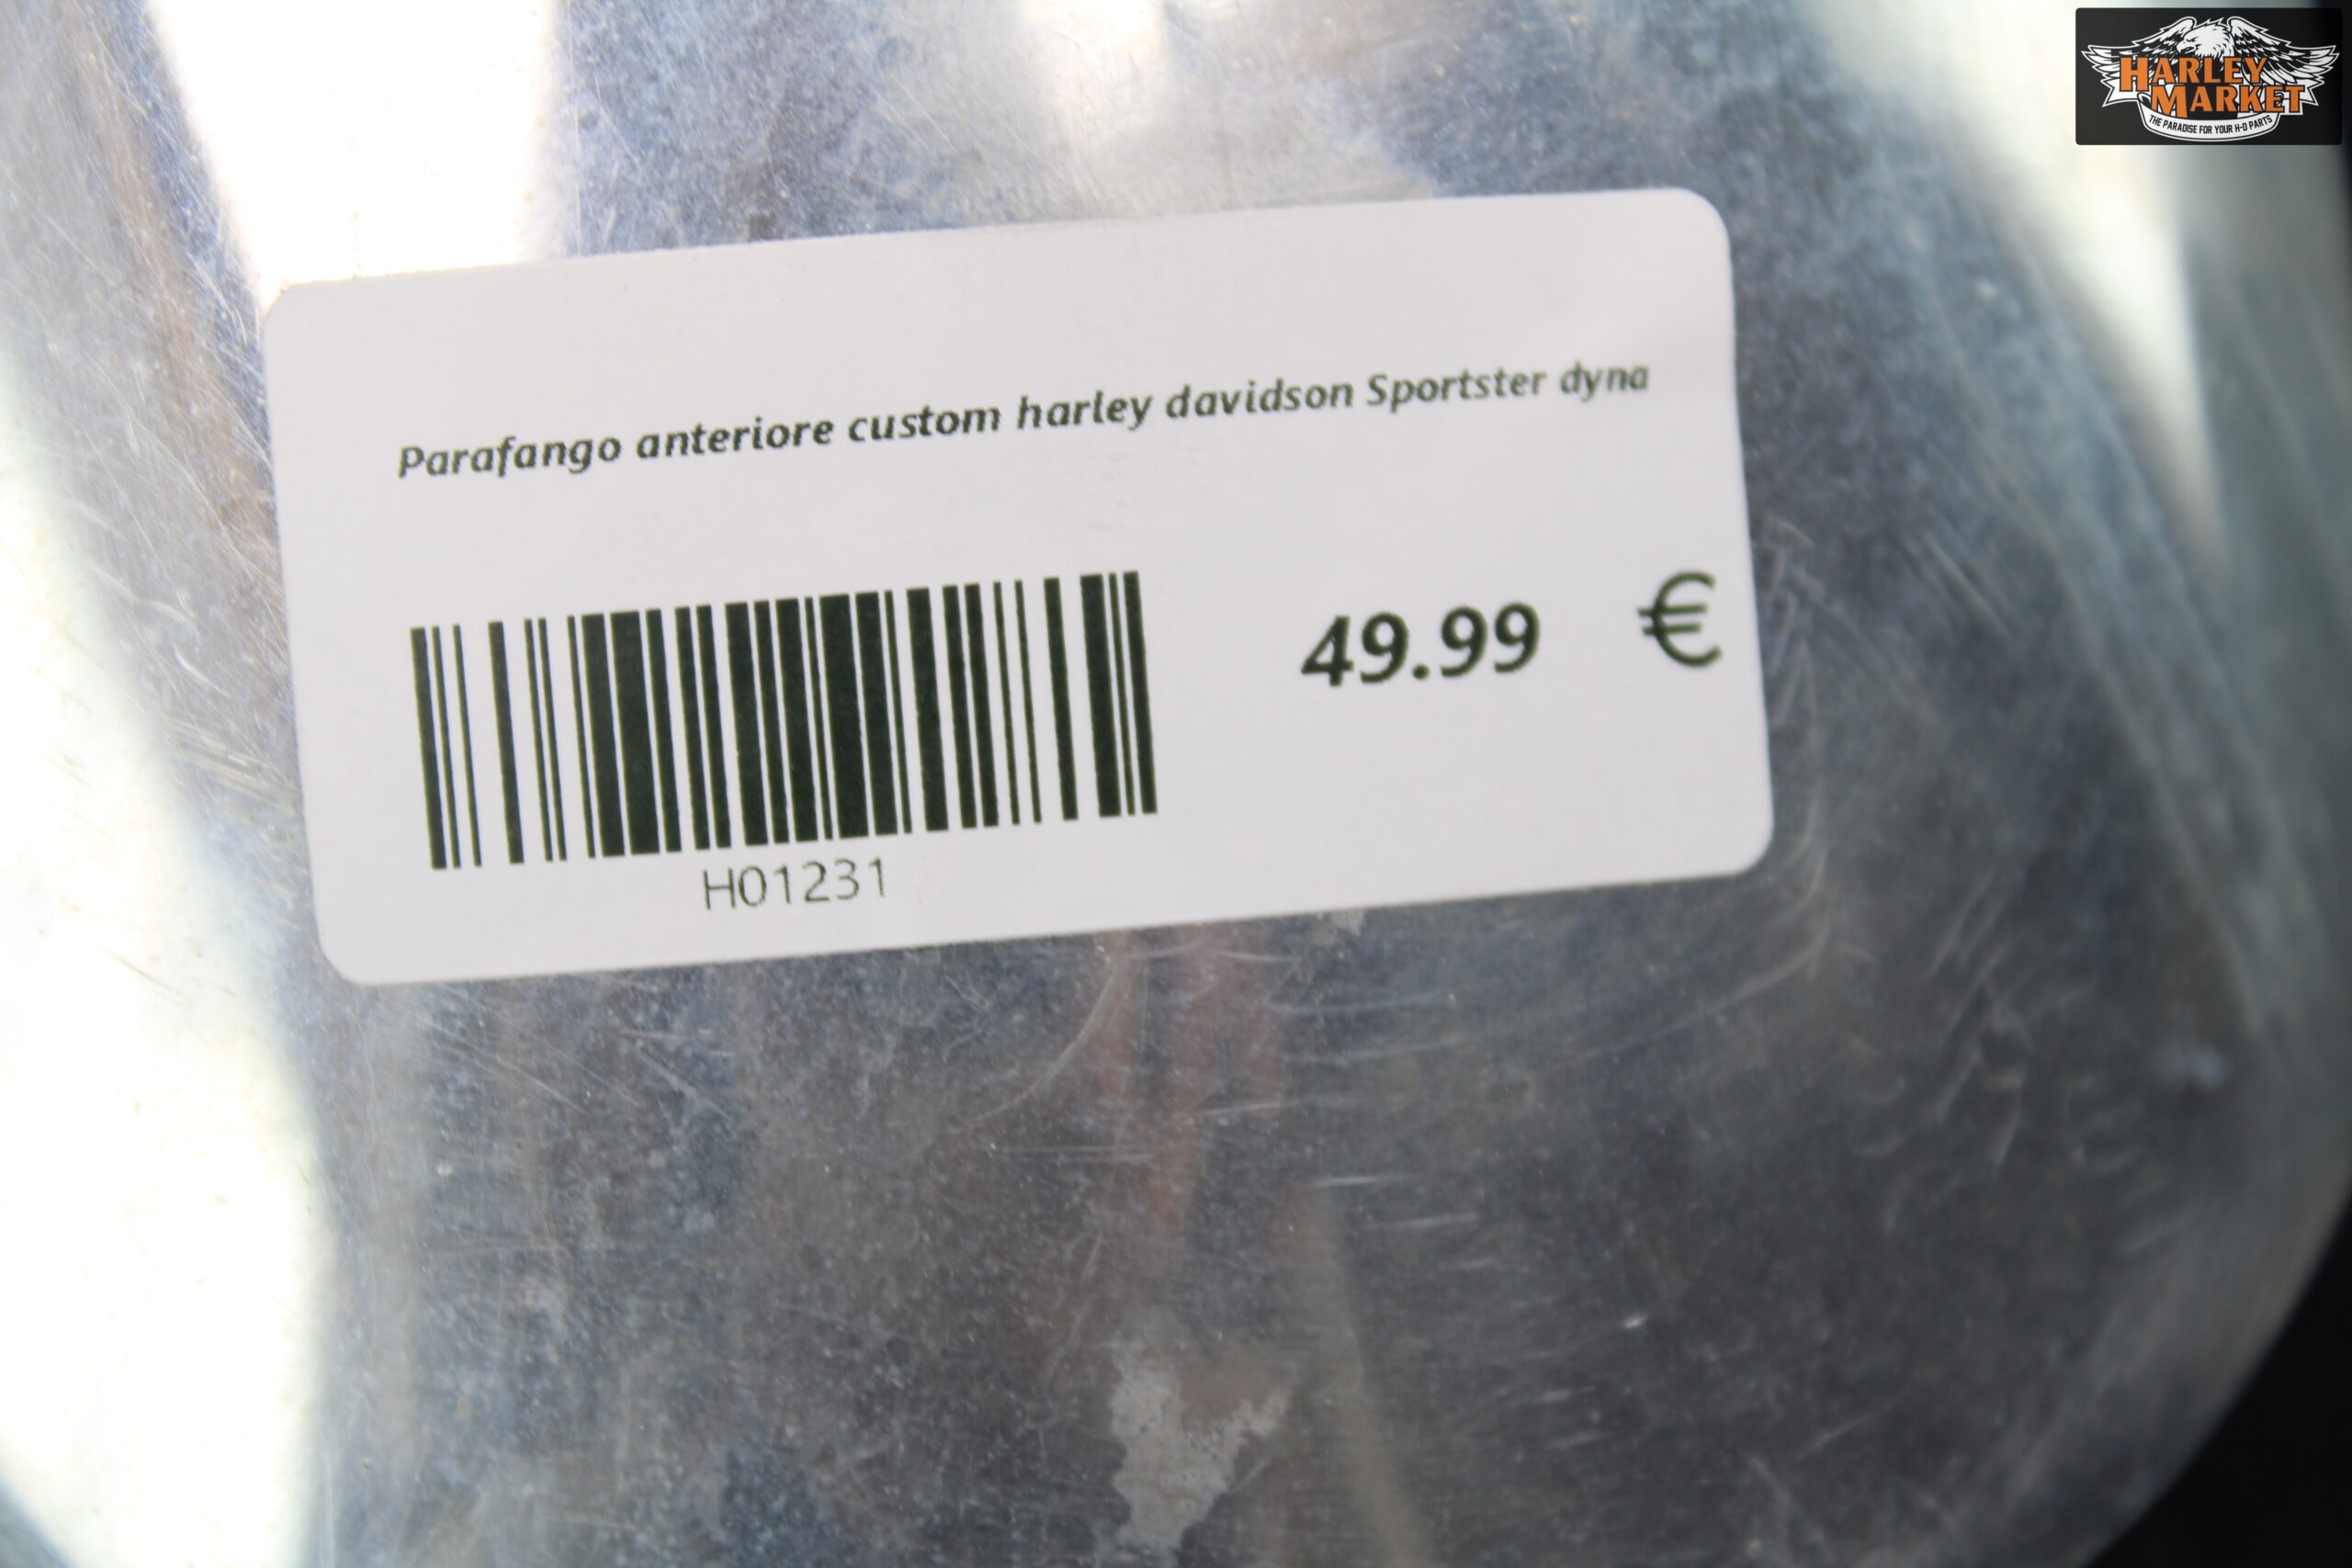 HARLEY
MARKET
THE PARADISE FOR YOUR H-D PARTS
Parafango anteriore custom harley davidson Sportster dyna
49.99 €
H01231